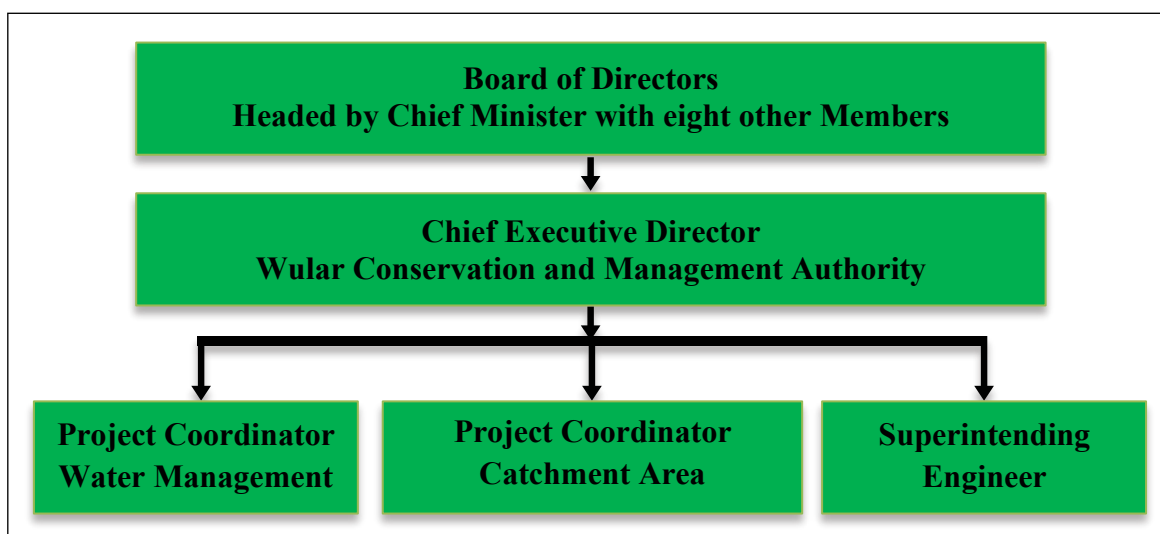 Board of Directors
Headed by Chief Minister with eight other Members
Chief Executive Director
Wular Conservation and Management Authority
Project Coordinator
Water Management
Project Coordinator
Catchment Area
Superintending
Engineer